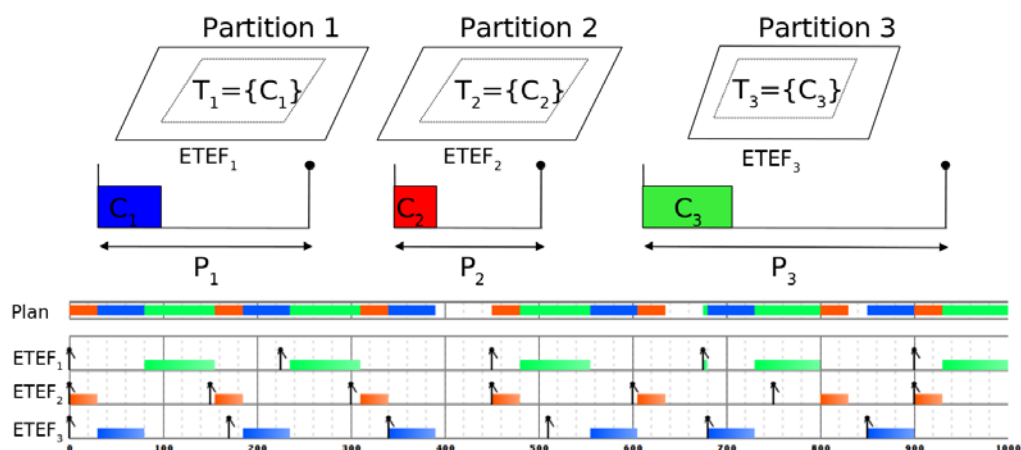 Partition 1 Partition 2 Partition 3
T₁={C₁} T₂={C₂} T₃={C₃}
ETEF₁ ETEF₂ ETEF₃
C₁ C₂ C₃
P₁ P₂ P₃
Plan
ETEF₁
ETEF₂
ETEF₃
0 100 200 300 400 500 600 700 800 900 1000